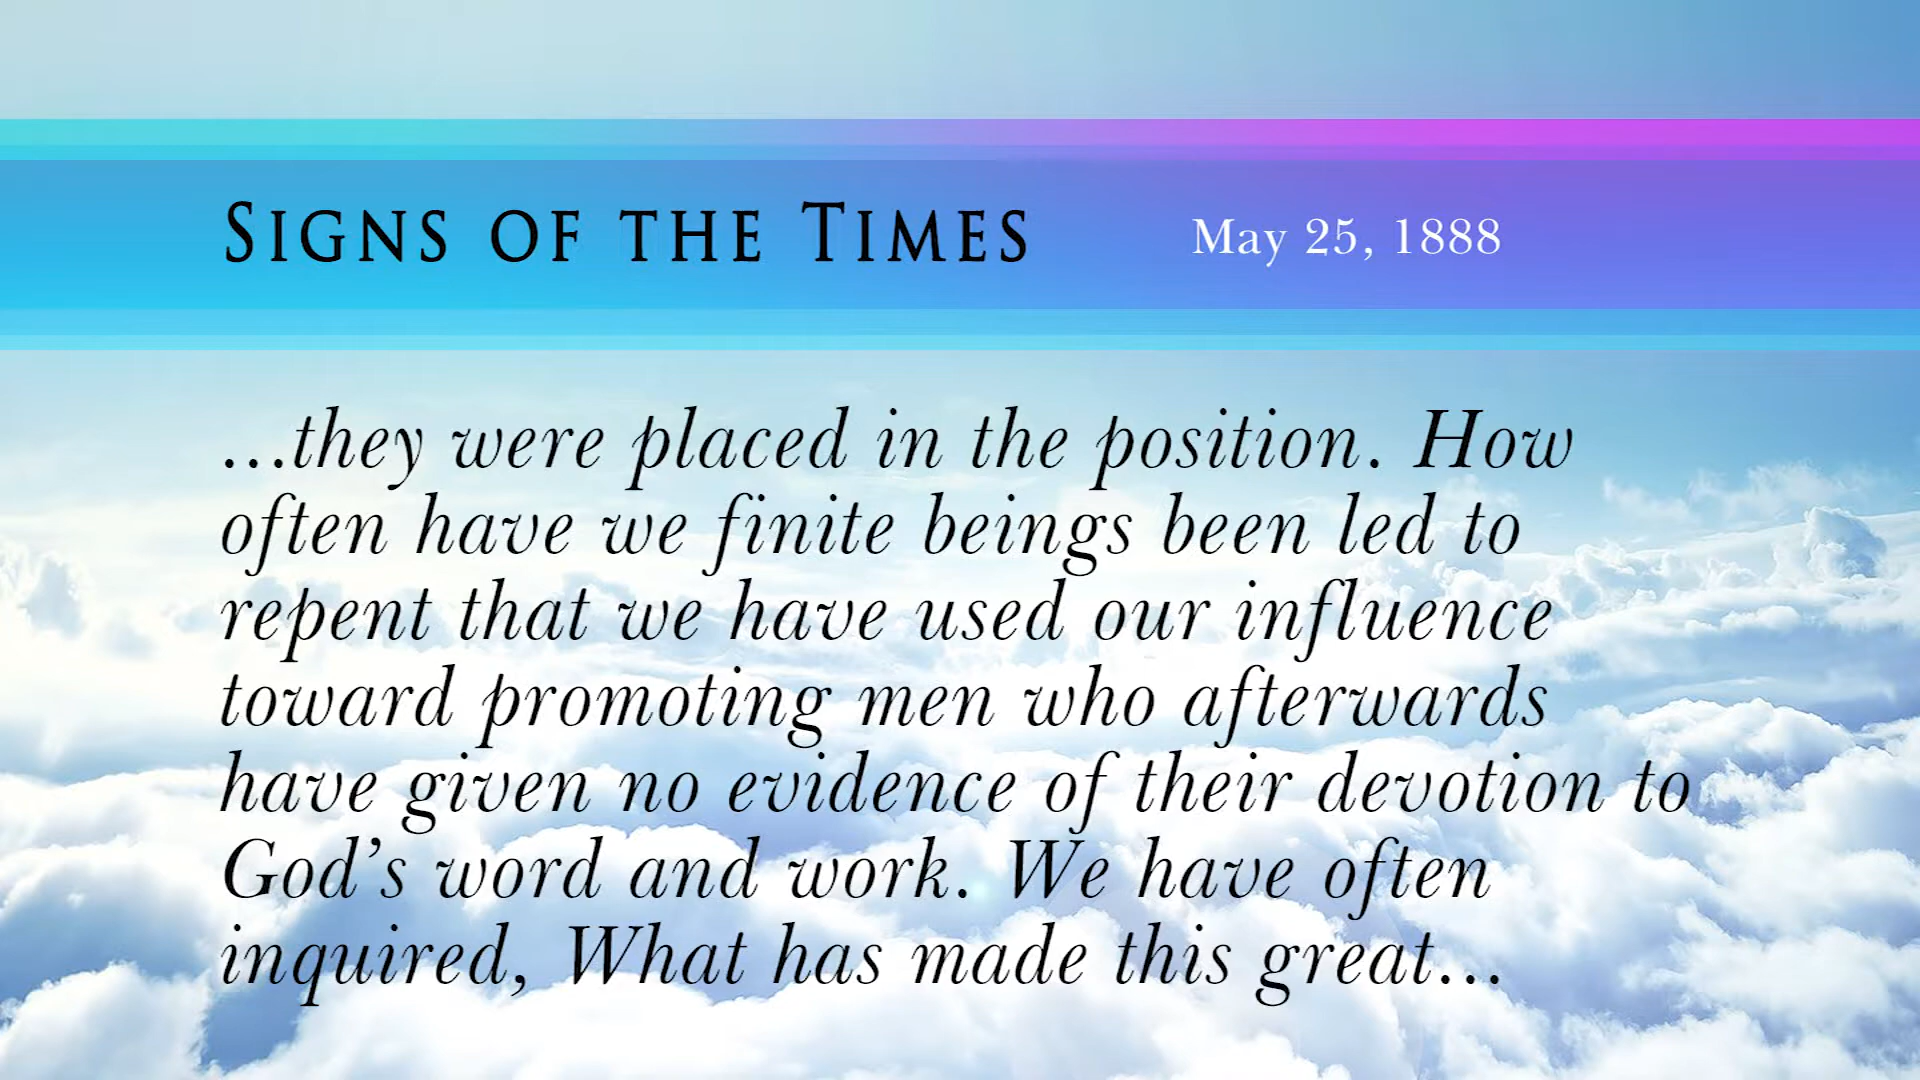 Signs of the Times
May 25, 1888
...they were placed in the position. How
often have we finite beings been led to
repent that we have used our influence
toward promoting men who afterwards
have given no evidence of their devotion to
God’s word and work. We have often
inquired, What has made this great...